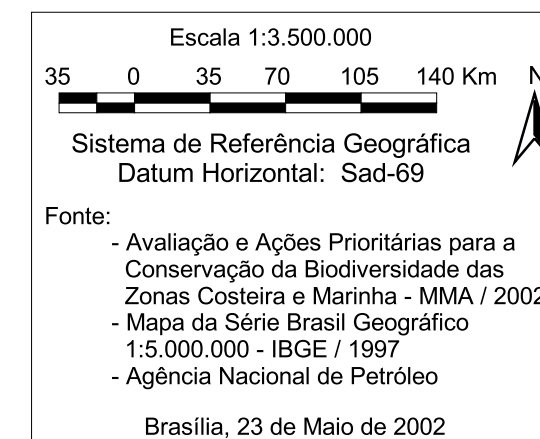 Escala 1:3.500.000
35 0 35 70 105 140 Km N
Sistema de Referência Geográfica
Datum Horizontal: Sad-69
Fonte:
- Avaliação e Ações Prioritárias para a
Conservação da Biodiversidade das
Zonas Costeira e Marinha - MMA / 2002
- Mapa da Série Brasil Geográfico
1:5.000.000 - IBGE / 1997
- Agência Nacional de Petróleo
Brasília, 23 de Maio de 2002